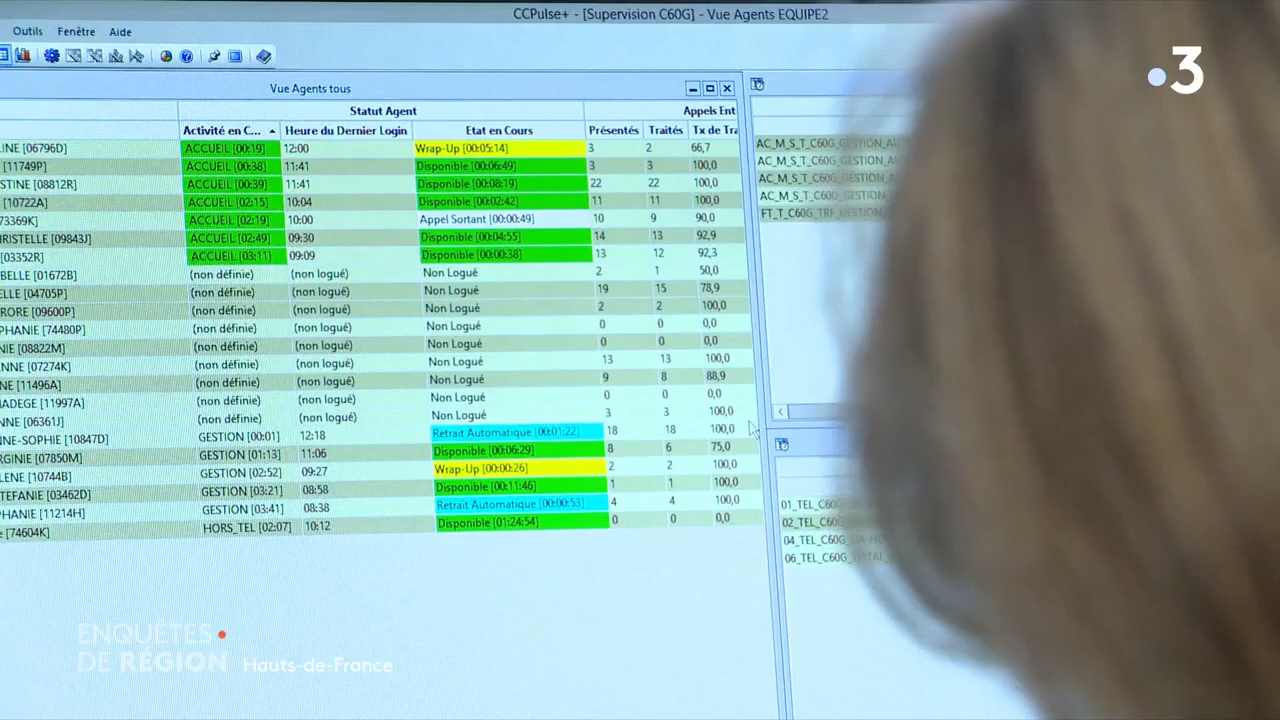 CCPulse+ - [Supervision C60G] - Vue Agents EQUIPE2
Outils Fenêtre Aide
3
Vue Agents tous
Statut Agent Appels Ent
Activité en C... Heure du Dernier Login Etat en Cours Présentés Traités Tx de Tra
LINE [06796D] ACCUEIL [00:19] 12:00 Wrap-Up [00:05:14] 3 2 66,7
[11749P] ACCUEIL [00:38] 11:41 Disponible [00:06:49] 3 3 100,0
STINE [08812R] ACCUEIL [00:39] 11:41 Disponible [00:08:19] 22 22 100,0
[10722A] ACCUEIL [02:15] 10:04 Disponible [00:02:42] 11 11 100,0
73369K] ACCUEIL [02:19] 10:00 Appel Sortant [00:00:49] 10 9 90,0
RISTELLE [09843J] ACCUEIL [02:49] 09:30 Disponible [00:04:55] 14 13 92,9
[03352R] ACCUEIL [03:11] 09:09 Disponible [00:00:38] 13 12 92,3
BELLE [01672B] (non définie) (non logué) Non Logué 2 1 50,0
ELLE [04705P] (non définie) (non logué) Non Logué 19 15 78,9
RORE [09600P] (non définie) (non logué) Non Logué 2 2 100,0
PHANIE [74480P] (non définie) (non logué) Non Logué 0 0 0,0
NIE [08822M] (non définie) (non logué) Non Logué 0 0 0,0
ENNE [07274K] (non définie) (non logué) Non Logué 13 13 100,0
NE [11496A] (non définie) (non logué) Non Logué 9 8 88,9
NADEGE [11997A] (non définie) (non logué) Non Logué 0 0 0,0
NNE [06361J] (non définie) (non logué) Non Logué 3 3 100,0
NNE-SOPHIE [10847D] GESTION [00:01] 12:18 Retrait Automatique [00:01:22] 18 18 100,0
RGINIE [07850M] GESTION [01:13] 11:06 Disponible [00:06:29] 8 6 75,0
LENE [10744B] GESTION [02:52] 09:27 Wrap-Up [00:00:26] 2 2 100,0
TEFANIE [03462D] GESTION [03:21] 08:58 Disponible [00:11:46] 1 1 100,0
PHANIE [11214H] GESTION [03:41] 08:38 Retrait Automatique [00:00:53] 4 4 100,0
e [74604K] HORS_TEL [02:07] 10:12 Disponible [01:24:54] 0 0 0,0
AC_M_S_T_C60G_GESTION_AU
AC_M_S_T_C60G_GESTION_A
AC_M_S_T_C60G_GESTION_A
AC_M_S_T_C60G_GESTION_A
FT_T_C60G_TRF_GESTION
01_TEL_C60G
02_TEL_C60G
04_TEL_C60G
06_TEL_C60G_TOTAL
ENQUÊTES
DE RÉGION Hauts-de-France